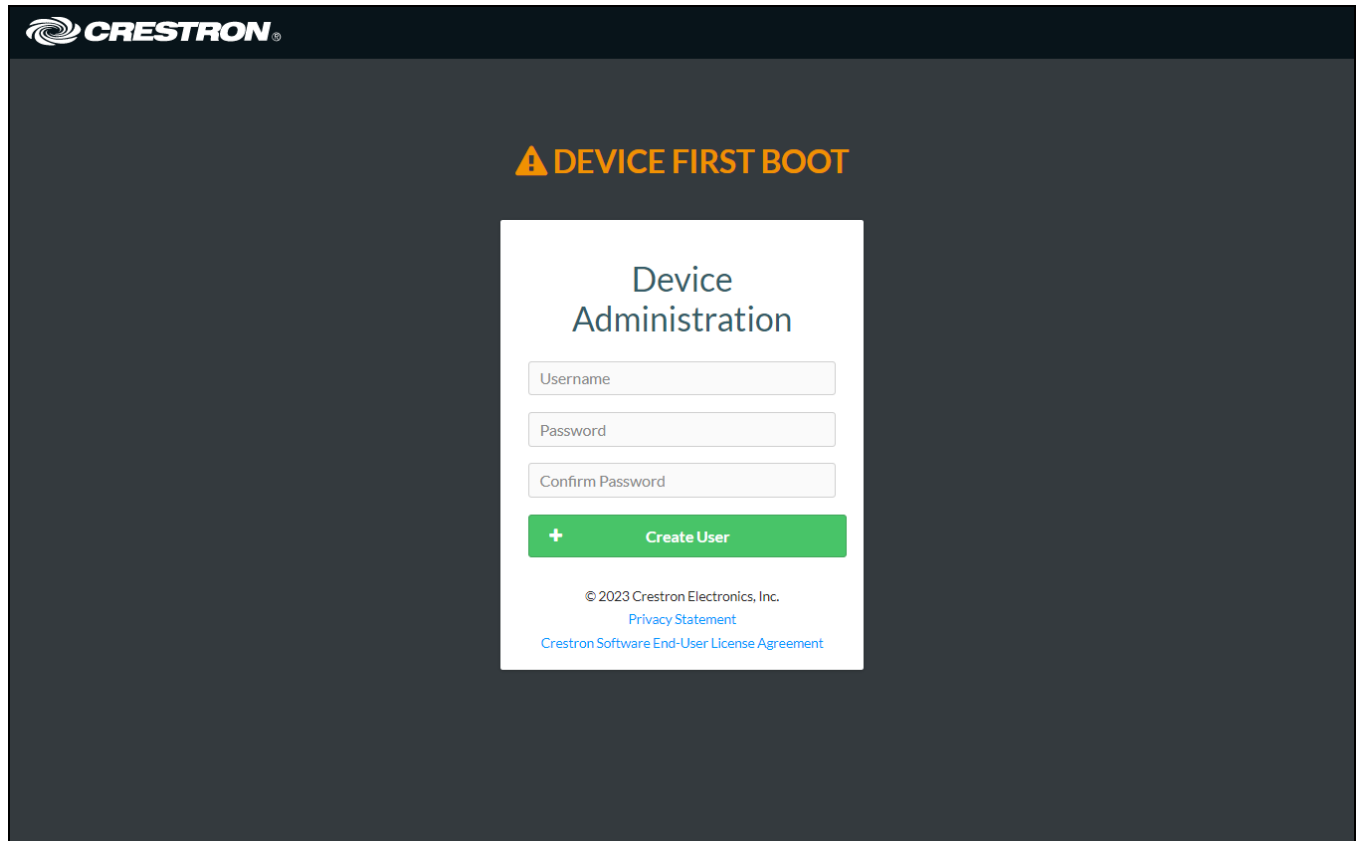 CRESTRON®
DEVICE FIRST BOOT
Device
Administration
Username
Password
Confirm Password
Create User
© 2023 Crestron Electronics, Inc.
Privacy Statement
Crestron Software End-User License Agreement